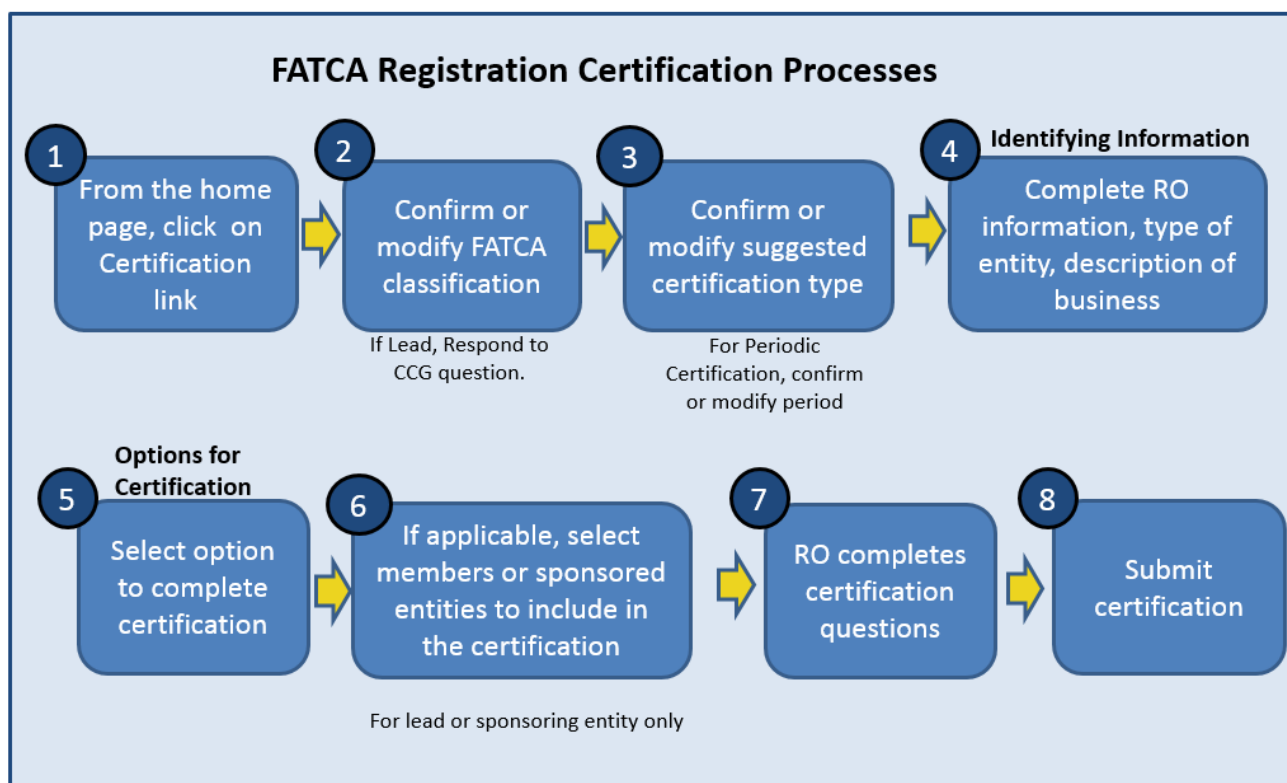 FATCA Registration Certification Processes
1
From the home
page, click on
Certification
link
2
Confirm or
modify FATCA
classification
If Lead, Respond to
CCG question.
3
Confirm or
modify suggested
certification type
For Periodic
Certification, confirm
or modify period
4
Identifying Information
Complete RO
information, type of
entity, description of
business
5
Options for
Certification
Select option
to complete
certification
6
If applicable, select
members or sponsored
entities to include in
the certification
For lead or sponsoring entity only
7
RO completes
certification
questions
8
Submit
certification